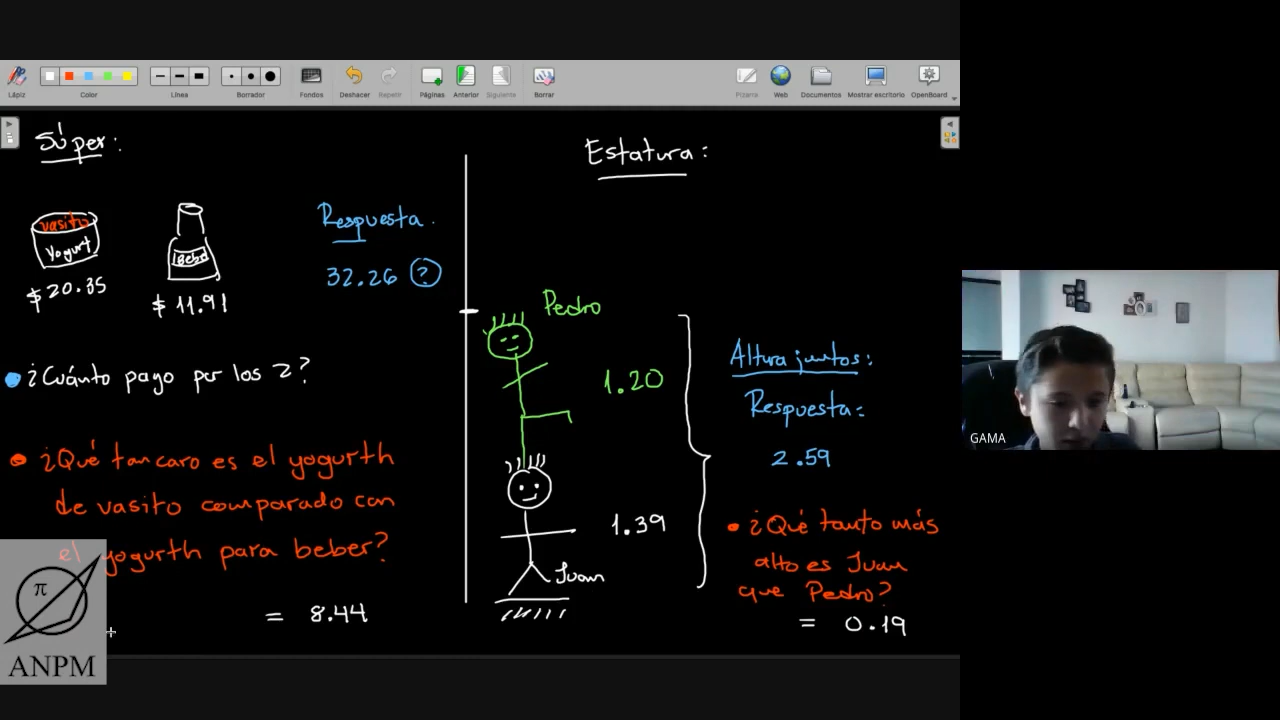 Lápiz
Color
Línea
Borrador
Fondos
Deshacer
Repetir
Páginas
Anterior
Siguiente
Borrar
Pizarra
Web
Documentos
Mostrar escritorio
OpenBoard
Súper:
vasito
Yogurt
$ 20.35
Bebe
$ 11.91
Respuesta.
32.26 ?
• ¿Cuánto pago por los 2?
• ¿Qué tan caro es el yogurth
de vasito comparado con
el yogurth para beber?
= 8.44
Estatura:
Pedro
1.20
1.39
Juan
Altura juntos:
Respuesta:
2.59
• ¿Qué tanto más
alto es Juan
que Pedro?
= 0.19
GAMA
π
ANPM